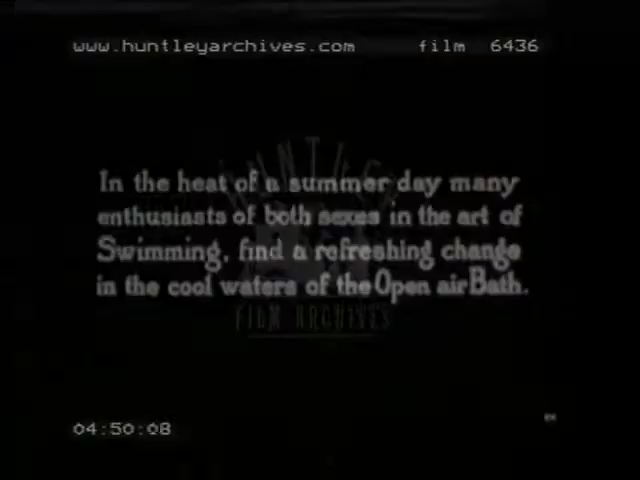 www.huntleyarchives.com film 6436
HUNTLEY
In the heat of a summer day many
enthusiasts of both sexes in the art of
Swimming, find a refreshing change
in the cool waters of the Open air Bath.
FILM ARCHIVES
04:50:08